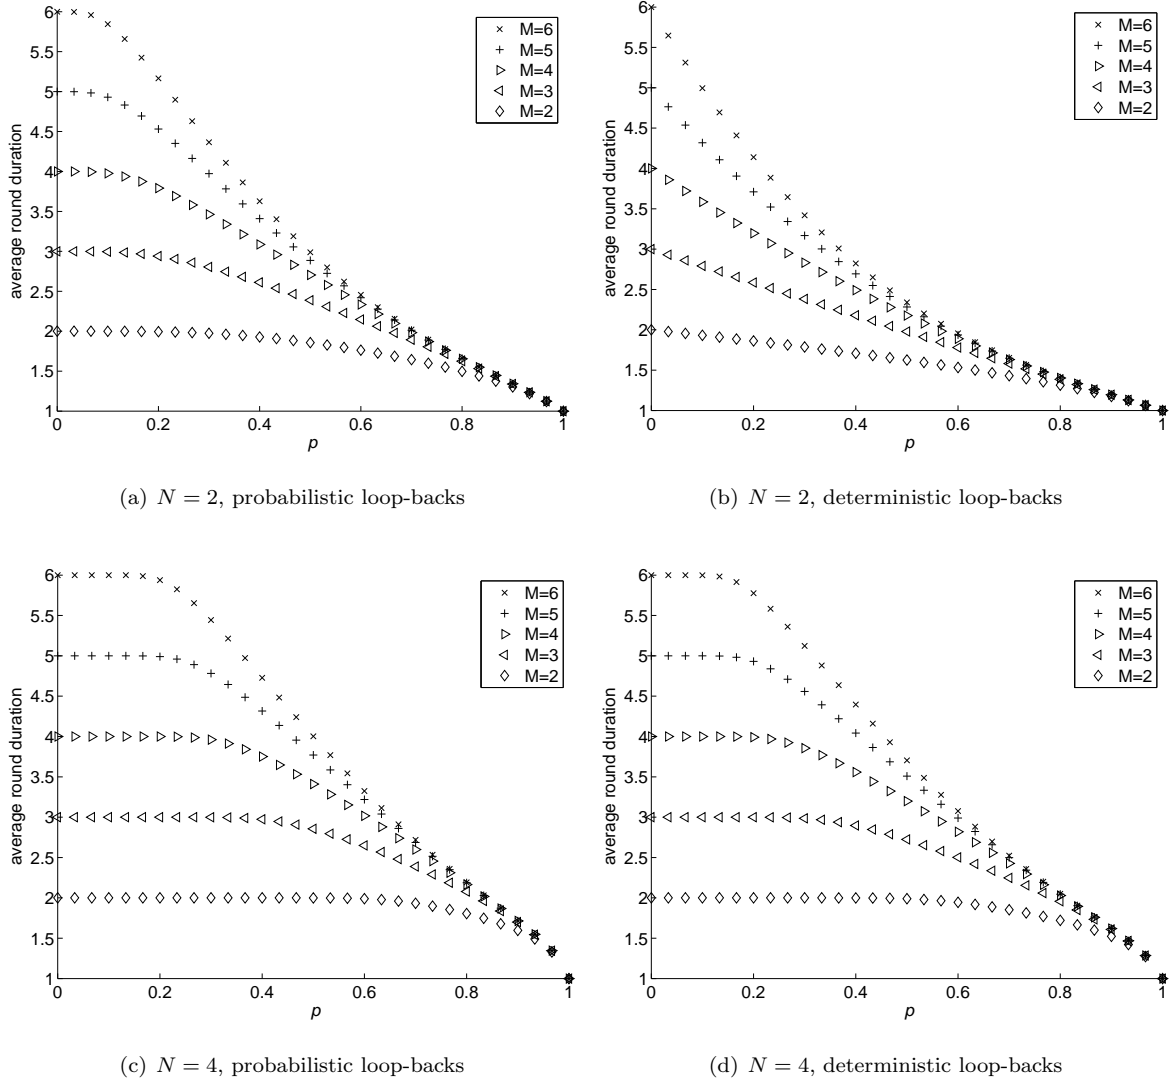 6
5.5
5
4.5
4
3.5
3
2.5
2
1.5
1
average round duration
0 0.2 0.4 0.6 0.8 1
p
M=6
M=5
M=4
M=3
M=2
(a) N = 2, probabilistic loop-backs
6
5.5
5
4.5
4
3.5
3
2.5
2
1.5
1
average round duration
0 0.2 0.4 0.6 0.8 1
p
M=6
M=5
M=4
M=3
M=2
(b) N = 2, deterministic loop-backs
6
5.5
5
4.5
4
3.5
3
2.5
2
1.5
1
average round duration
0 0.2 0.4 0.6 0.8 1
p
M=6
M=5
M=4
M=3
M=2
(c) N = 4, probabilistic loop-backs
6
5.5
5
4.5
4
3.5
3
2.5
2
1.5
1
average round duration
0 0.2 0.4 0.6 0.8 1
p
M=6
M=5
M=4
M=3
M=2
(d) N = 4, deterministic loop-backs